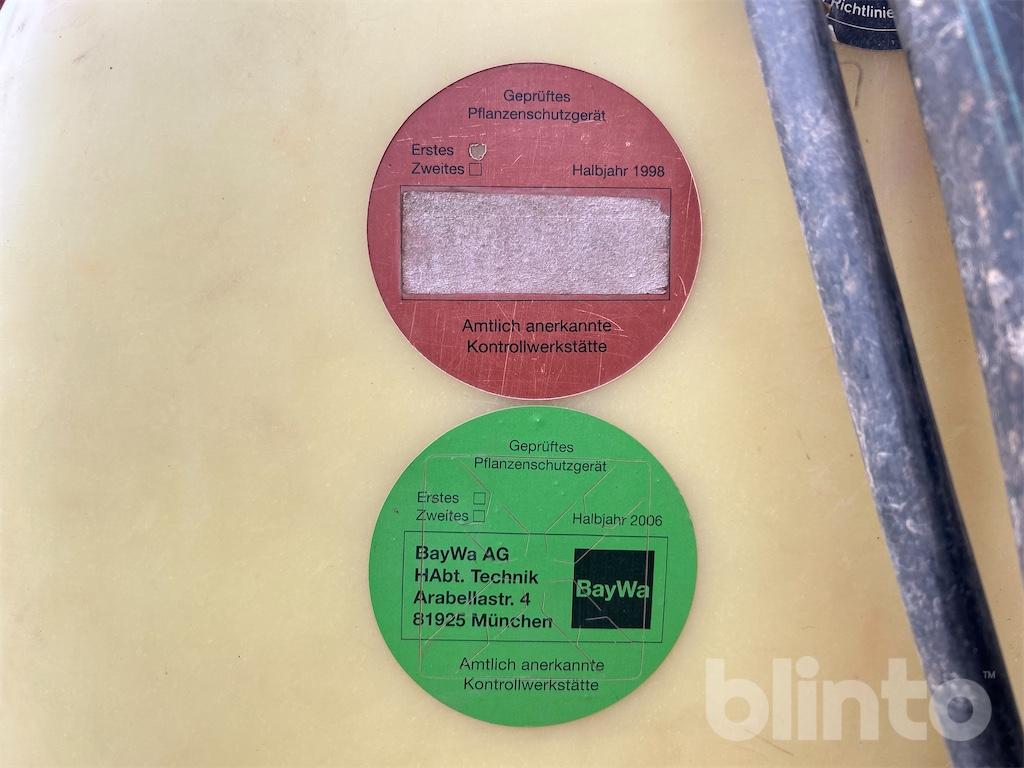 Richtlinie
Geprüftes
Pflanzenschutzgerät
Erstes
Zweites
Halbjahr 1998
Amtlich anerkannte
Kontrollwerkstätte
Geprüftes
Pflanzenschutzgerät
Erstes
Zweites
Halbjahr 2006
BayWa AG
HAbt. Technik
Arabellastr. 4
81925 München
BayWa
Amtlich anerkannte
Kontrollwerkstätte
blinto™